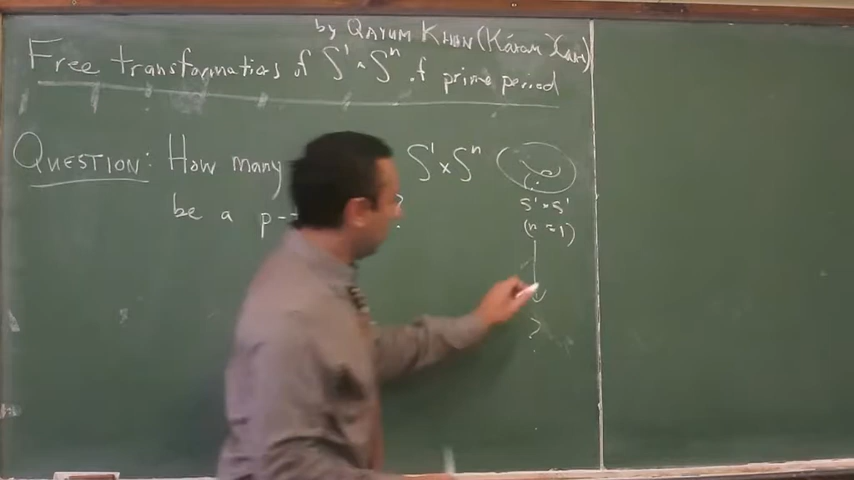 by QAYUM KHAN (Káyam Xan)
Free transformations of S¹ × Sⁿ of prime period
QUESTION: How many S¹ × Sⁿ
be a p- ?
S¹ × S¹
(n = 1)
?